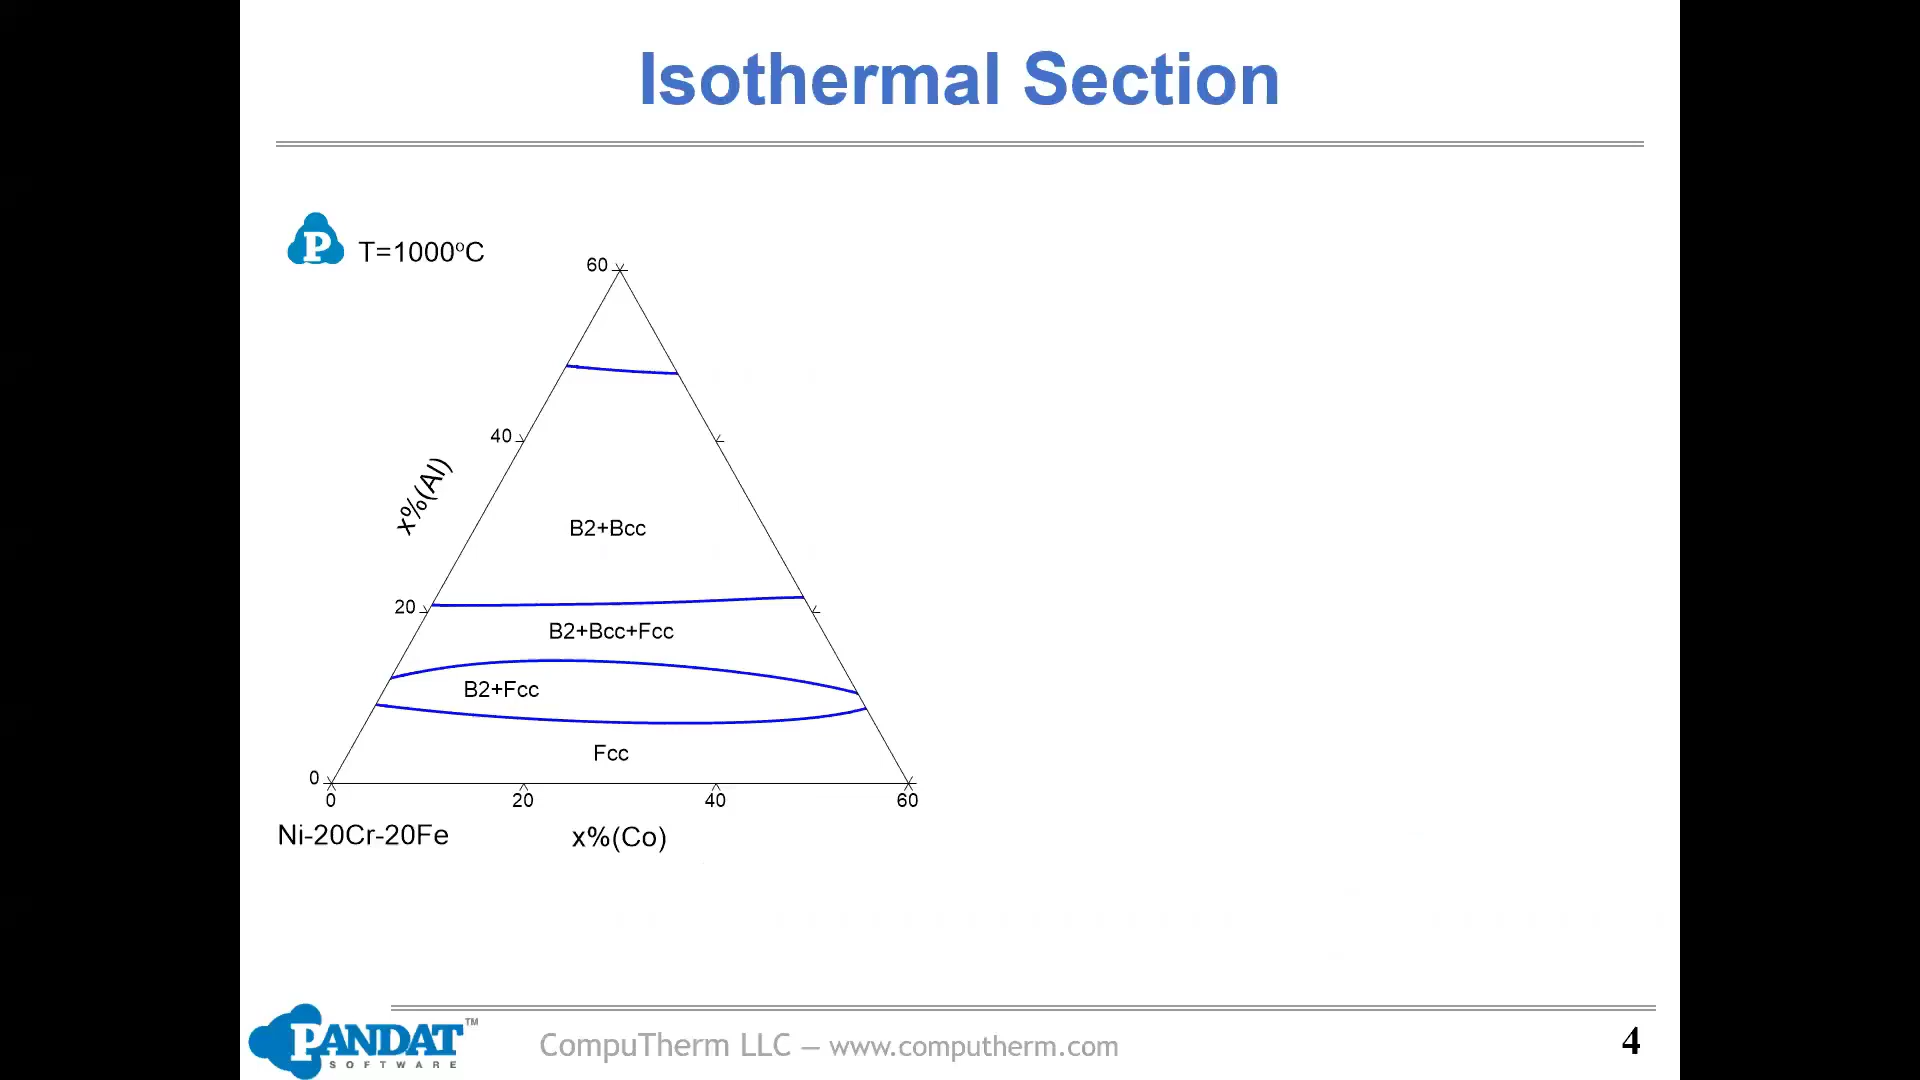 Isothermal Section
P
T=1000°C
60
40
x%(Al)
B2+Bcc
20
B2+Bcc+Fcc
B2+Fcc
Fcc
0
0 20 40 60
Ni-20Cr-20Fe x%(Co)
PANDAT™
SOFTWARE
CompuTherm LLC – www.computherm.com
4